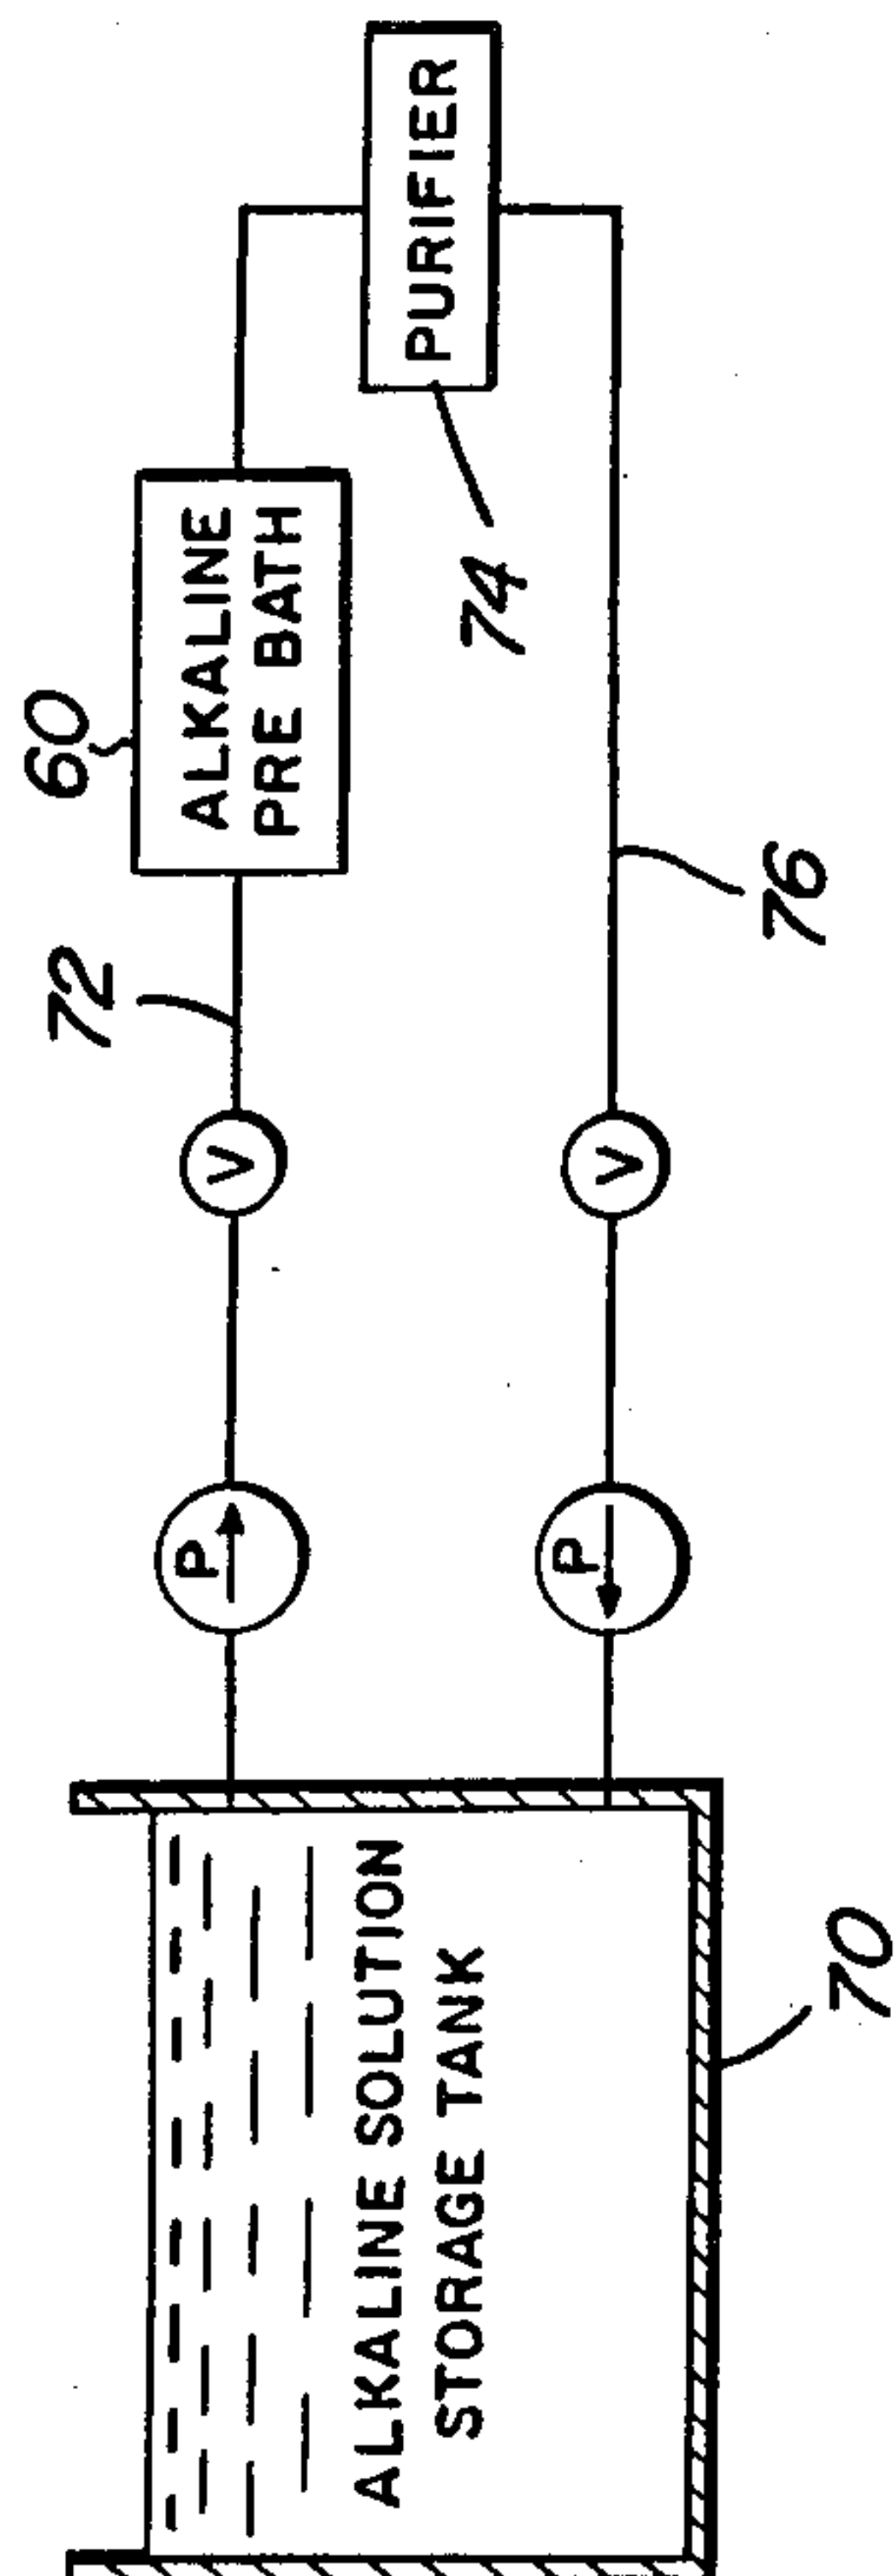 ALKALINE SOLUTION
STORAGE TANK
70
P
P
V
V
72
76
60
ALKALINE
PRE BATH
74
PURIFIER